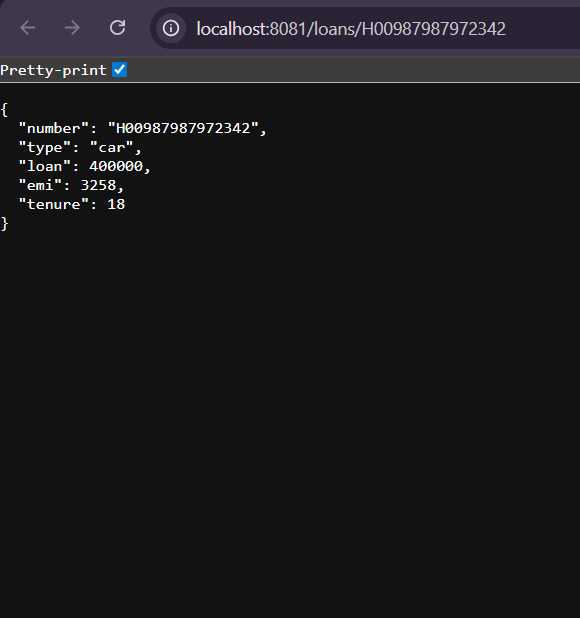 localhost:8081/loans/H00987987972342
Pretty-print
{
  "number": "H00987987972342",
  "type": "car",
  "loan": 400000,
  "emi": 3258,
  "tenure": 18
}